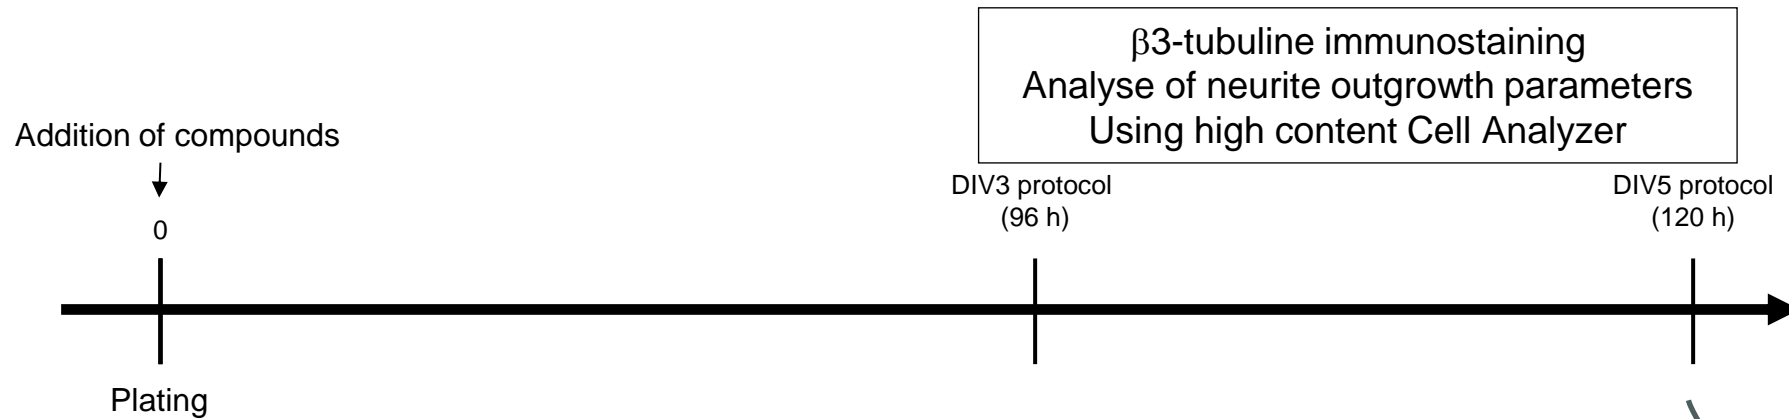 β3-tubuline immunostaining
Analyse of neurite outgrowth parameters
Using high content Cell Analyzer
Addition of compounds
DIV3 protocol
(96 h)
DIV5 protocol
(120 h)
0
Plating